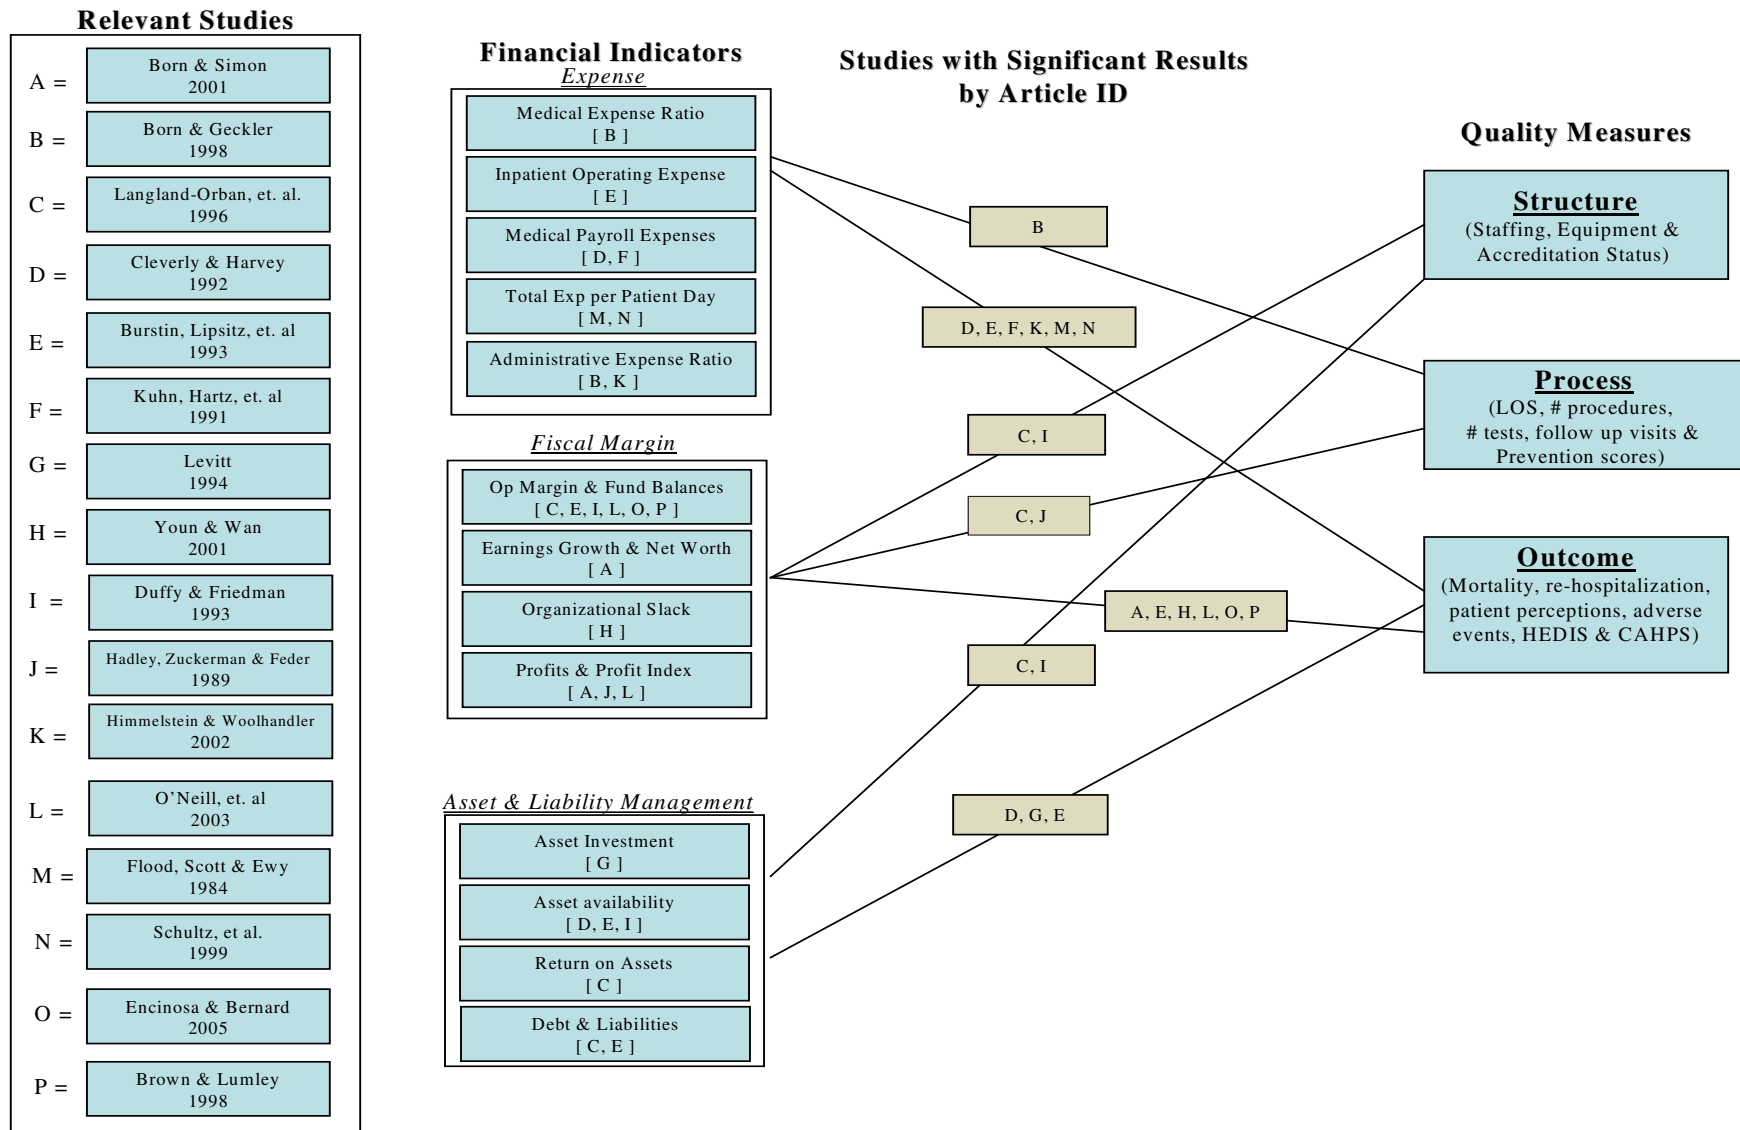 Relevant Studies
A =
Born & Simon
2001
B =
Born & Geckler
1998
C =
Langland-Orban, et. al.
1996
D =
Cleverly & Harvey
1992
E =
Burstin, Lipsitz, et. al
1993
F =
Kuhn, Hartz, et. al
1991
G =
Levitt
1994
H =
Youn & Wan
2001
I =
Duffy & Friedman
1993
J =
Hadley, Zuckerman & Feder
1989
K =
Himmelstein & Woolhandler
2002
L =
O’Neill, et. al
2003
M =
Flood, Scott & Ewy
1984
N =
Schultz, et al.
1999
O =
Encinosa & Bernard
2005
P =
Brown & Lumley
1998
Financial Indicators
Expense
Medical Expense Ratio
[ B ]
Inpatient Operating Expense
[ E ]
Medical Payroll Expenses
[ D, F ]
Total Exp per Patient Day
[ M, N ]
Administrative Expense Ratio
[ B, K ]
Fiscal Margin
Op Margin & Fund Balances
[ C, E, I, L, O, P ]
Earnings Growth & Net Worth
[ A ]
Organizational Slack
[ H ]
Profits & Profit Index
[ A, J, L ]
Asset & Liability Management
Asset Investment
[ G ]
Asset availability
[ D, E, I ]
Return on Assets
[ C ]
Debt & Liabilities
[ C, E ]
Studies with Significant Results
by Article ID
B
D, E, F, K, M, N
C, I
C, J
A, E, H, L, O, P
C, I
D, G, E
Quality Measures
Structure
(Staffing, Equipment &
Accreditation Status)
Process
(LOS, # procedures,
# tests, follow up visits &
Prevention scores)
Outcome
(Mortality, re-hospitalization,
patient perceptions, adverse
events, HEDIS & CAHPS)